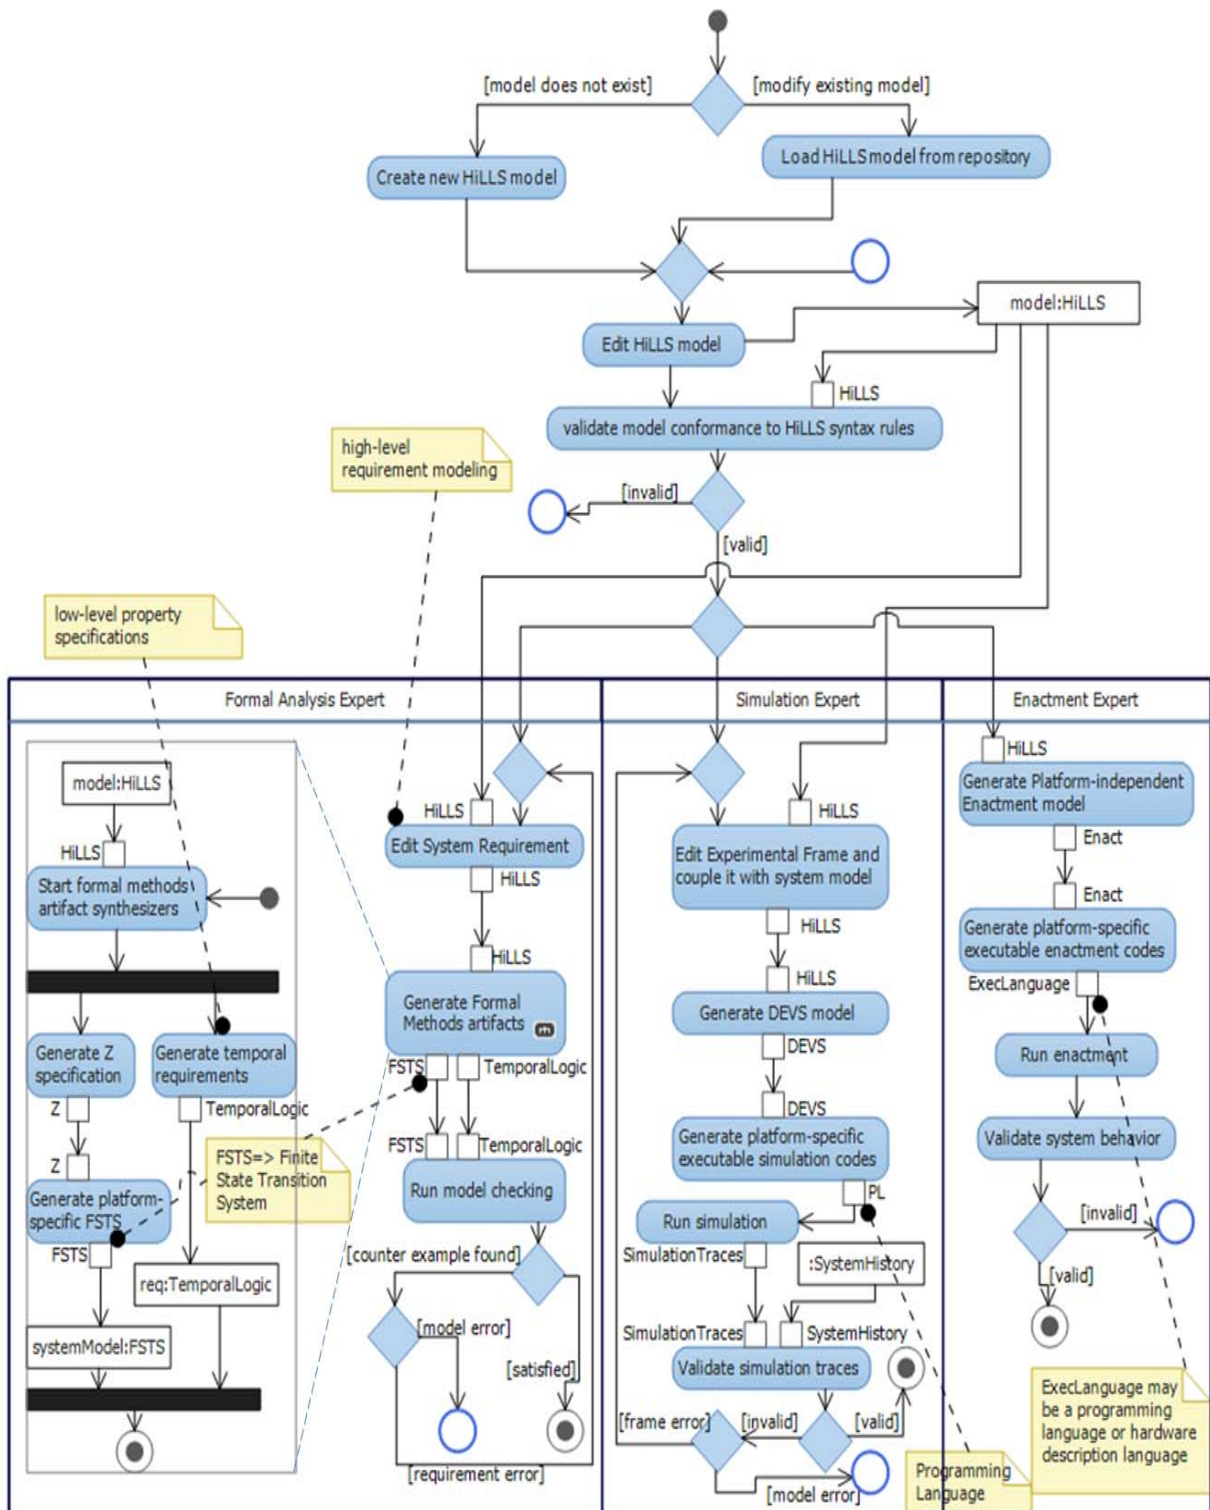 [model does not exist]
[modify existing model]
Create new HiLLS model
Load HiLLS model from repository
model:HiLLS
Edit HiLLS model
HiLLS
validate model conformance to HiLLS syntax rules
high-level
requirement modeling
[invalid]
[valid]
low-level property
specifications
Formal Analysis Expert
Simulation Expert
Enactment Expert
model:HiLLS
HiLLS
Start formal methods
artifact synthesizers
Generate Z
specification
Generate temporal
requirements
Z
TemporalLogic
Z
Generate platform-
specific FSTS
FSTS
req:TemporalLogic
systemModel:FSTS
FSTS=> Finite
State Transition
System
HiLLS
Edit System Requirement
HiLLS
HiLLS
Generate Formal
Methods artifacts
FSTS
TemporalLogic
FSTS
TemporalLogic
Run model checking
[counter example found]
[model error]
[satisfied]
[requirement error]
HiLLS
Edit Experimental Frame and
couple it with system model
HiLLS
HiLLS
Generate DEVS model
DEVS
DEVS
Generate platform-specific
executable simulation codes
PL
Run simulation
SimulationTraces
:SystemHistory
SimulationTraces
SystemHistory
Validate simulation traces
[frame error]
[invalid]
[valid]
[model error]
Programming
Language
HiLLS
Generate Platform-independent
Enactment model
Enact
Enact
Generate platform-specific
executable enactment codes
ExecLanguage
Run enactment
Validate system behavior
[invalid]
[valid]
ExecLanguage may
be a programming
language or hardware
description language